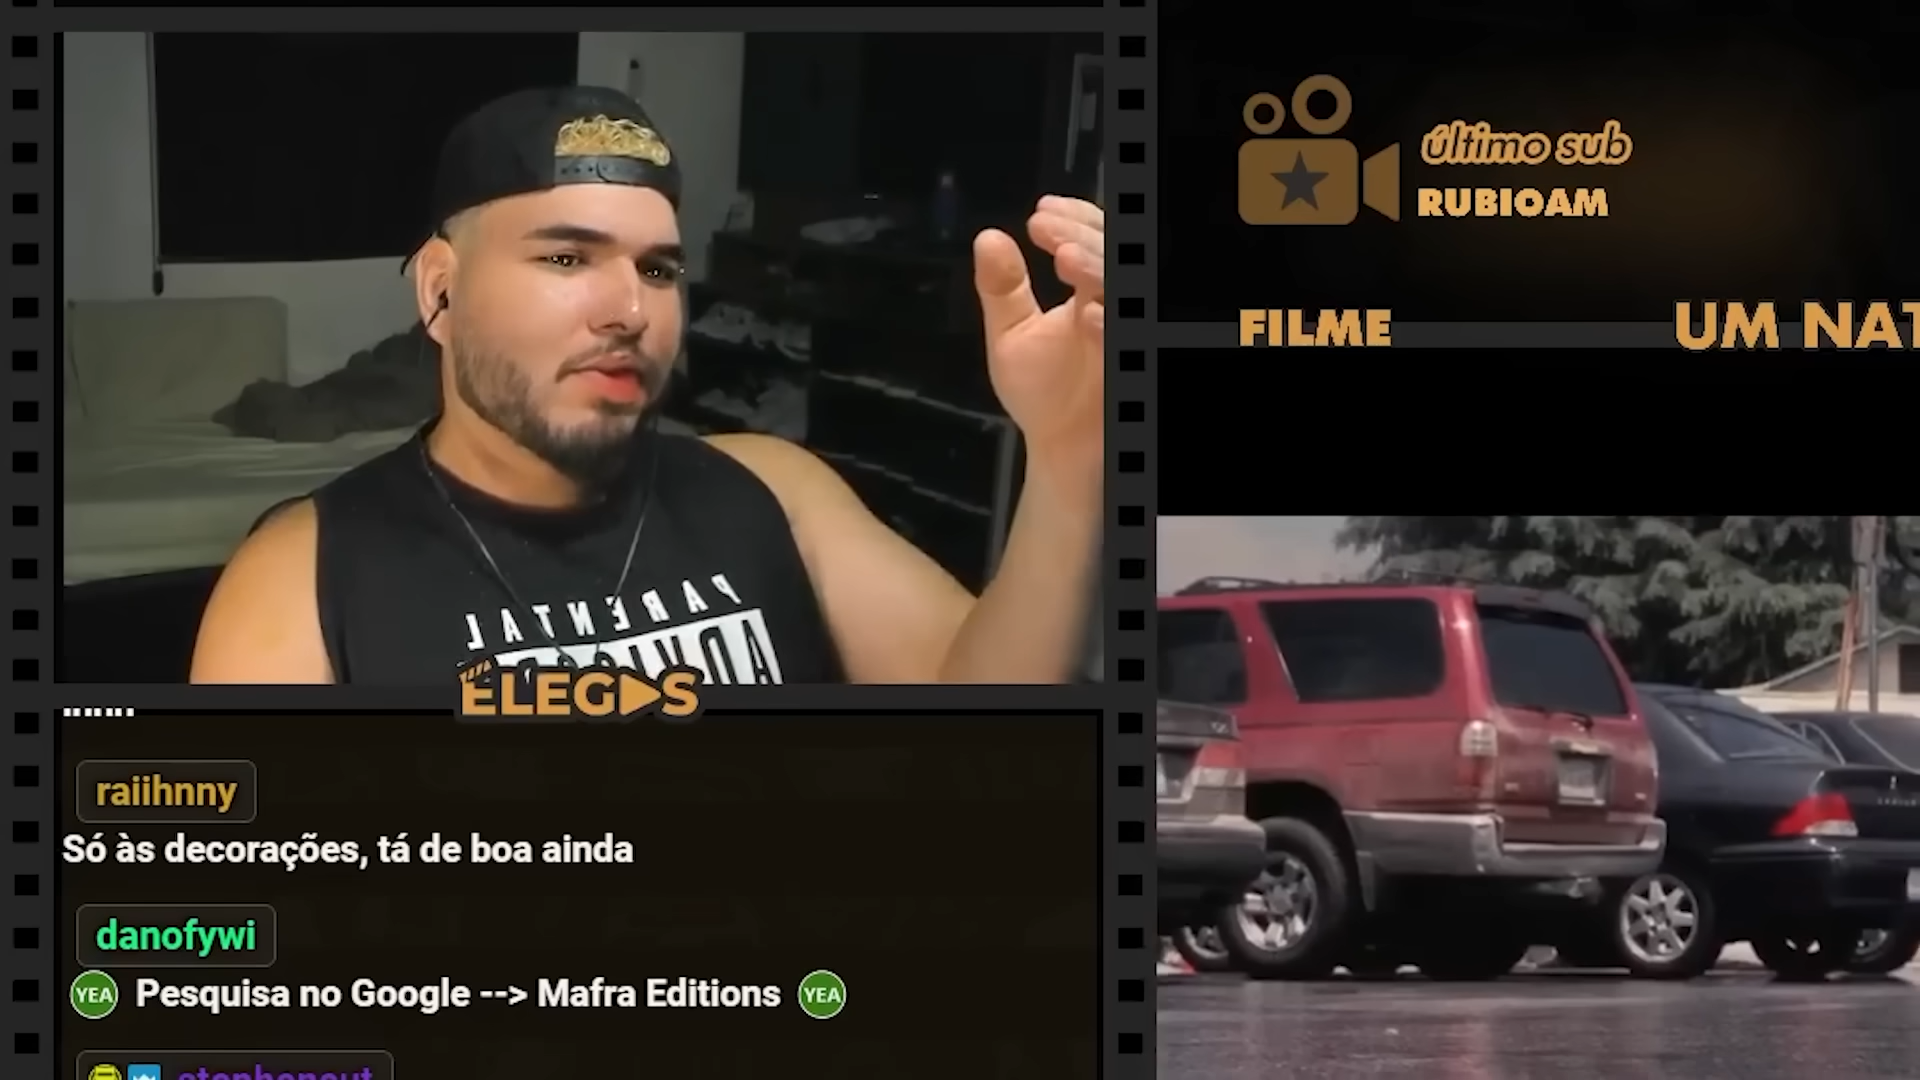 último sub
RUBIOAM
FILME
UM NAT
PARENTAL
ELEGOS
raiihnny
Só às decorações, tá de boa ainda
danofywi
YEA Pesquisa no Google --> Mafra Editions YEA